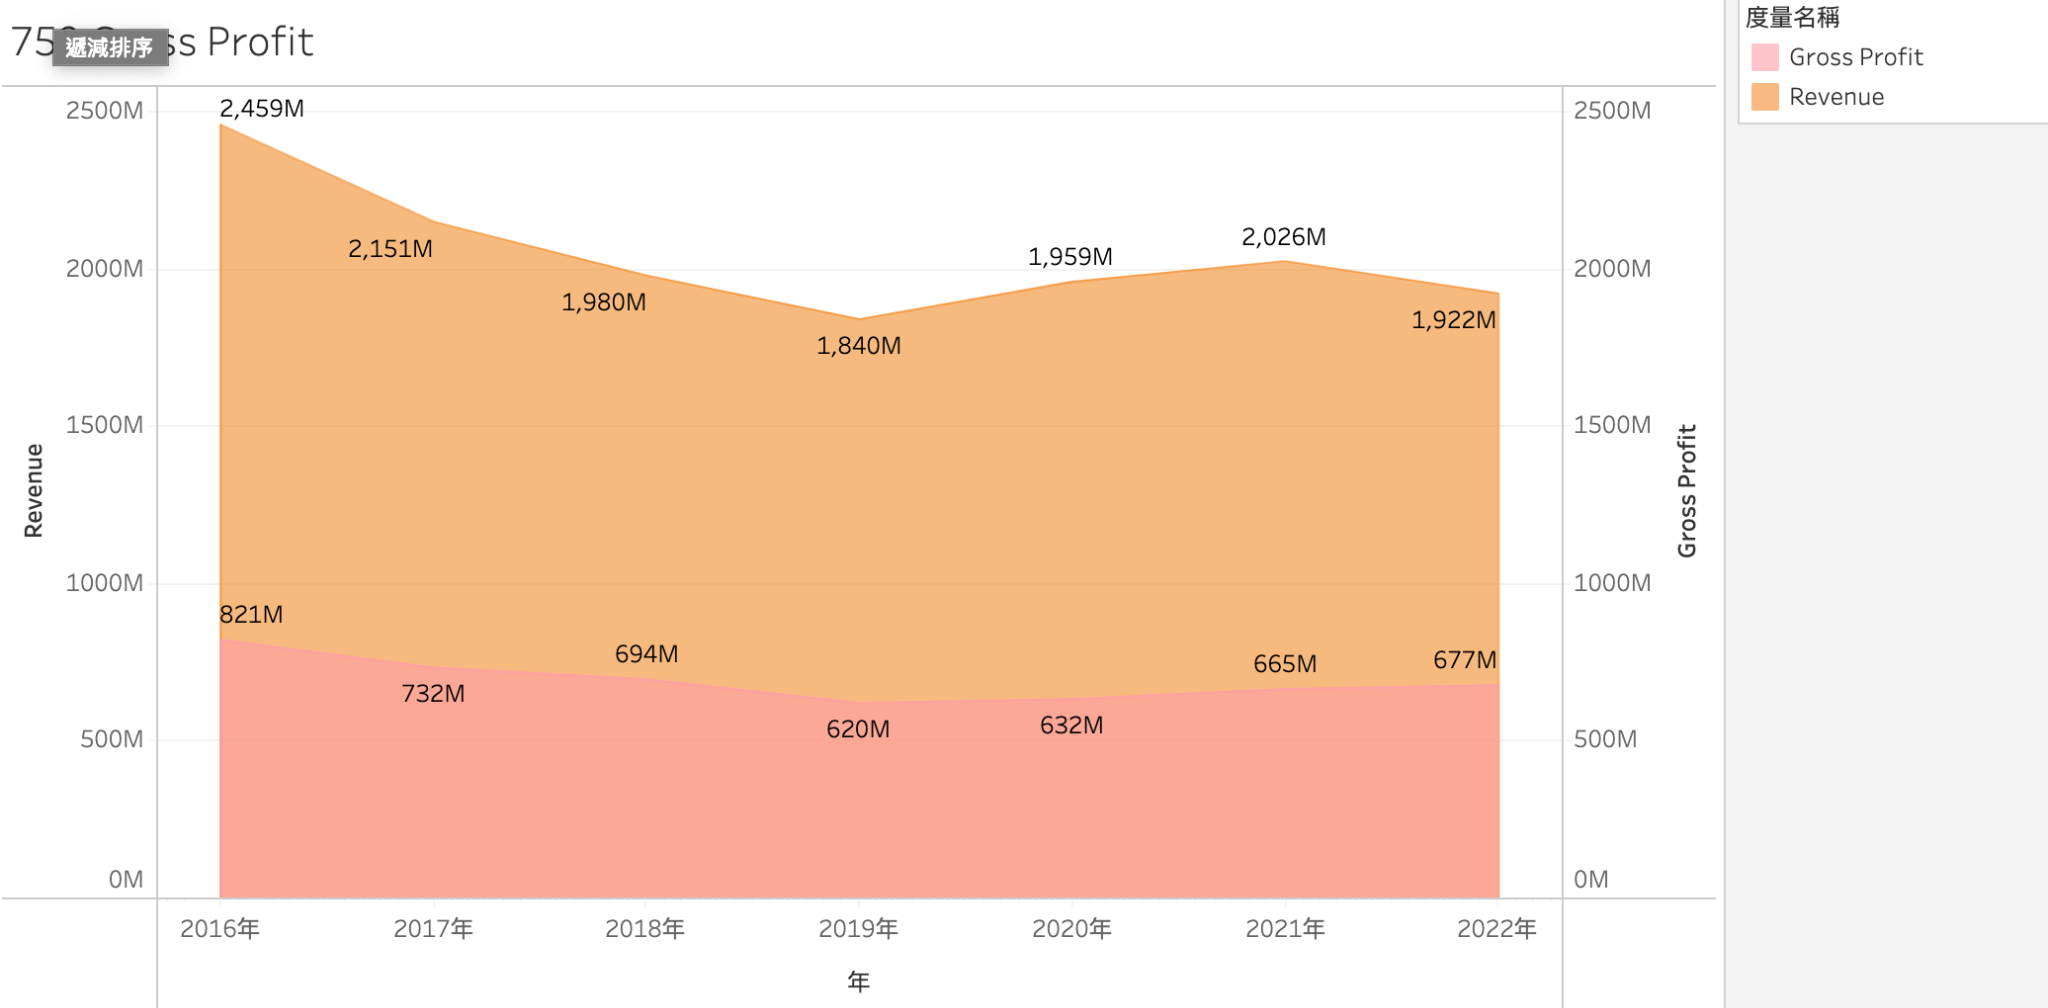 75 ss Profit
遞減排序
度量名稱
Gross Profit
Revenue
2500M
2000M
1500M
1000M
500M
0M
Revenue
2,459M
2,151M
1,980M
1,840M
1,959M
2,026M
1,922M
821M
732M
694M
620M
632M
665M
677M
2500M
2000M
1500M
1000M
500M
0M
Gross Profit
2016年 2017年 2018年 2019年 2020年 2021年 2022年
年